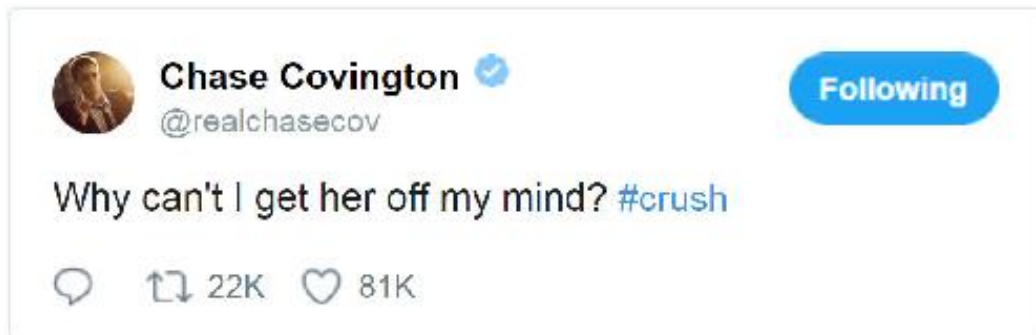 Chase Covington
Following
@realchasecov
Why can't I get her off my mind? #crush
22K 81K